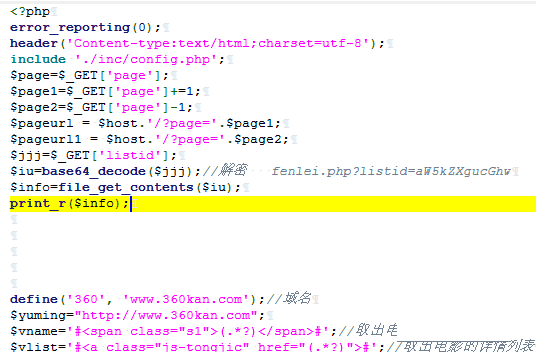 <?php
error_reporting(0);
header('Content-type:text/html;charset=utf-8');
include './inc/config.php';
$page=$_GET['page'];
$page1=$_GET['page']+=1;
$page2=$_GET['page']-1;
$pageurl = $host.'/?page='.$page1;
$pageurl1 = $host.'/?page='.$page2;
$jjj=$_GET['listid'];
$iu=base64_decode($jjj);//解密 fenlei.php?listid=aW5kZXgucGhw
$info=file_get_contents($iu);
print_r($info);
define('360', 'www.360kan.com');//域名
$yuming="http://www.360kan.com";
$vname='#<span class="s1">(.*?)</span>#';//取出电
$vlist='#<a class="js-tongjic" href="(.*?)">#';//取出电影的详情列表